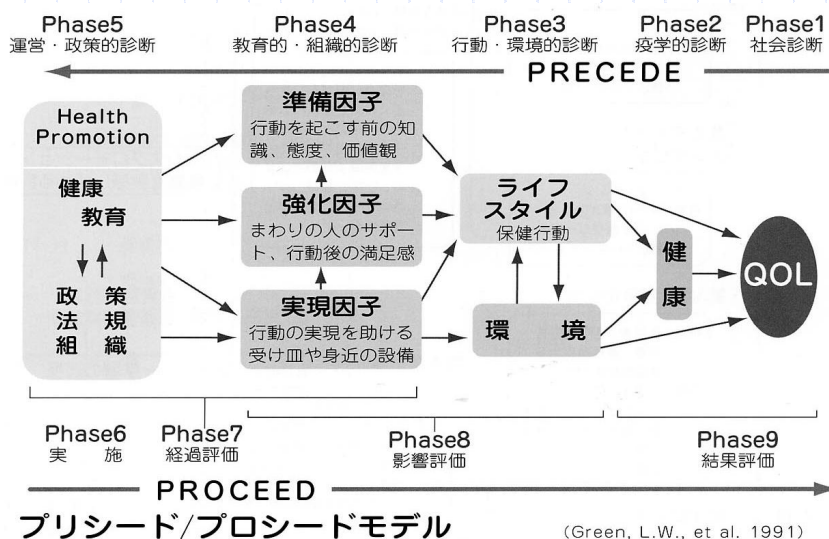 Phase5
運営・政策的診断
Phase4
教育的・組織的診断
Phase3
行動・環境的診断
Phase2
疫学的診断
Phase1
社会診断
PRECEDE
Health
Promotion
健康
教育
政 策
法 規
組 織
準備因子
行動を起こす前の知
識、態度、価値観
強化因子
まわりの人のサポー
ト、行動後の満足感
実現因子
行動の実現を助ける
受け皿や身近の設備
ライフ
スタイル
保健行動
環 境
健
康
QOL
Phase6
実 施
Phase7
経過評価
Phase8
影響評価
Phase9
結果評価
PROCEED
プリシード/プロシードモデル
(Green, L.W., et al. 1991)